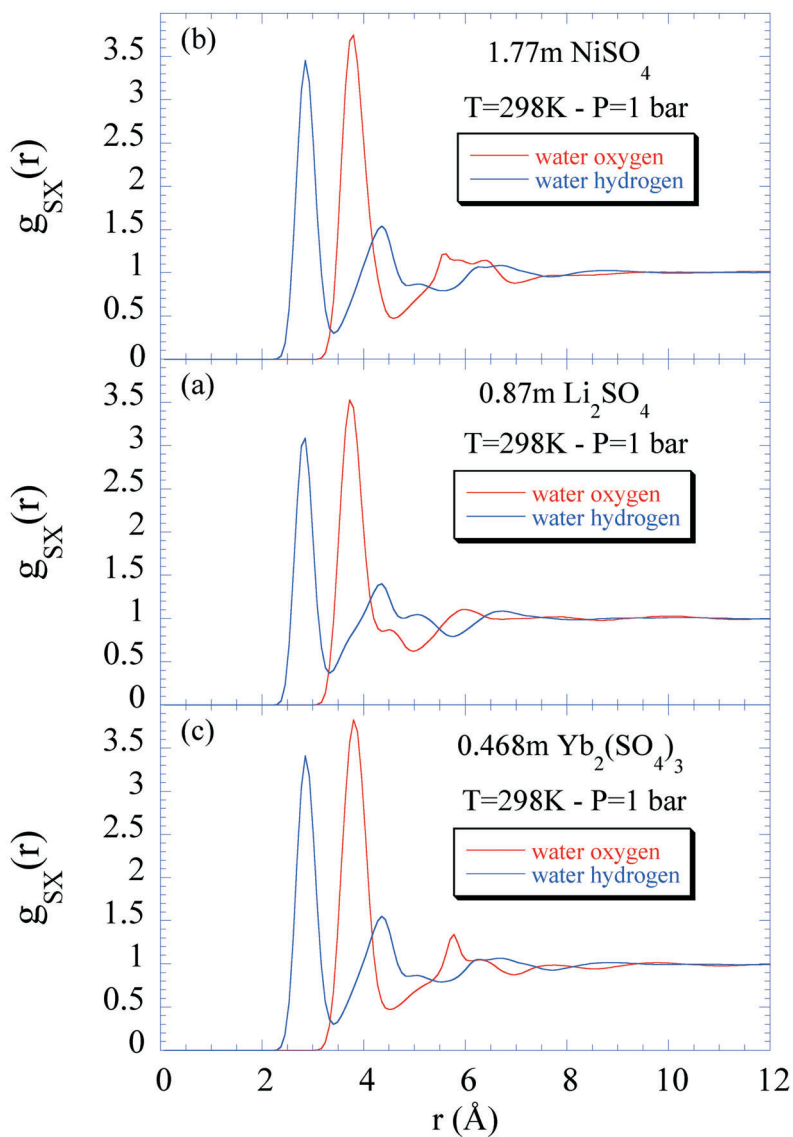 (b)
1.77m NiSO₄
T=298K - P=1 bar
water oxygen
water hydrogen
g_SX(r)
3.5
3
2.5
2
1.5
1
0.5
0
(a)
0.87m Li₂SO₄
T=298K - P=1 bar
water oxygen
water hydrogen
g_SX(r)
3.5
3
2.5
2
1.5
1
0.5
0
(c)
0.468m Yb₂(SO₄)₃
T=298K - P=1 bar
water oxygen
water hydrogen
g_SX(r)
3.5
3
2.5
2
1.5
1
0.5
0
0 2 4 6 8 10 12
r (Å)